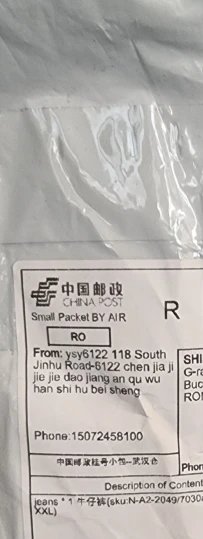 中国邮政
CHINA POST
Small Packet BY AIR
R
RO
From: ysy6122 118 South
Jinhu Road-6122 chen jia ji
jie jie dao jiang an qu wu
han shi hu bei sheng
SHI
G-ra
Buc
RO
Phone:15072458100
中国邮政挂号小包--武汉仓
Phon
Description of Content
jeans * 1 牛仔裤(sku:N-A2-2049/7030
XXL)